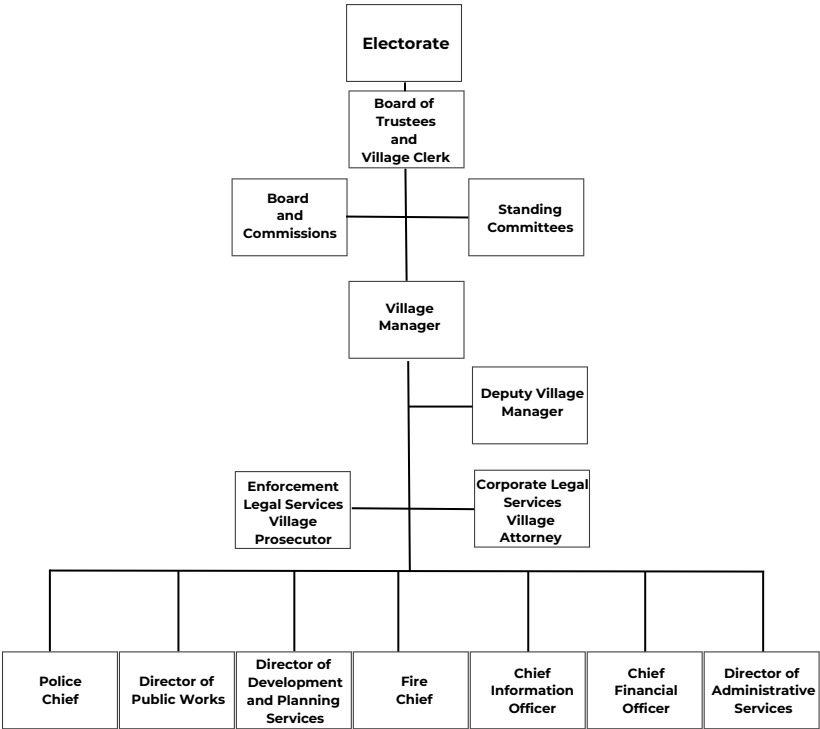 Electorate
Board of
Trustees
and
Village Clerk
Board
and
Commissions
Standing
Committees
Village
Manager
Deputy Village
Manager
Enforcement
Legal Services
Village
Prosecutor
Corporate Legal
Services
Village
Attorney
Police
Chief
Director of
Public Works
Director of
Development
and Planning
Services
Fire
Chief
Chief
Information
Officer
Chief
Financial
Officer
Director of
Administrative
Services